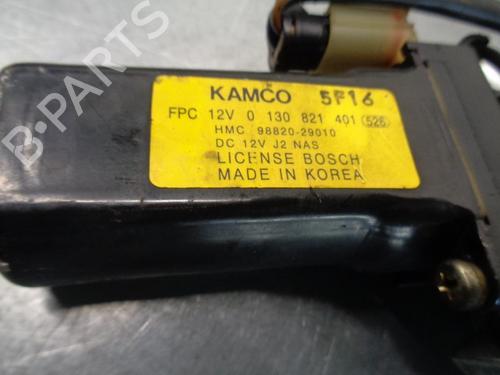 KAMCO 5F16
FPC 12V 0 130 821 401 526
HMC 98820-29010
DC 12V J2 NAS
LICENSE BOSCH
MADE IN KOREA